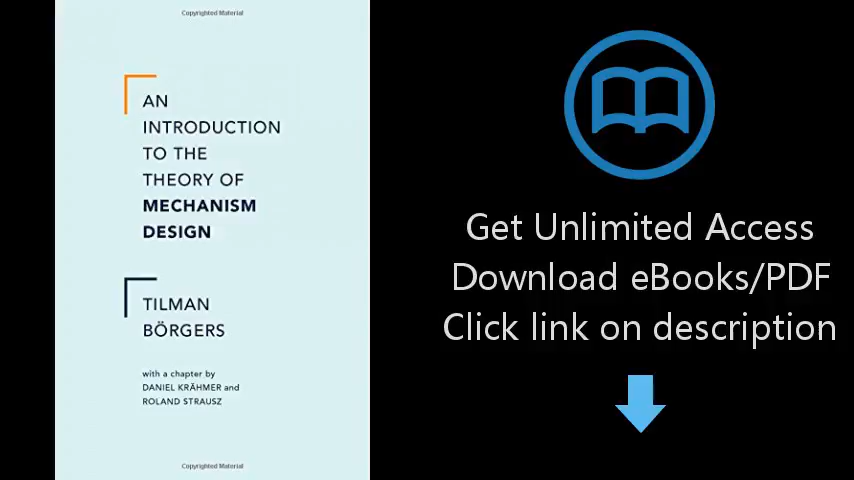 Copyrighted Material
AN
INTRODUCTION
TO THE
THEORY OF
MECHANISM
DESIGN
TILMAN
BÖRGERS
with a chapter by
DANIEL KRÄHMER and
ROLAND STRAUSZ
Copyrighted Material
Get Unlimited Access
Download eBooks/PDF
Click link on description